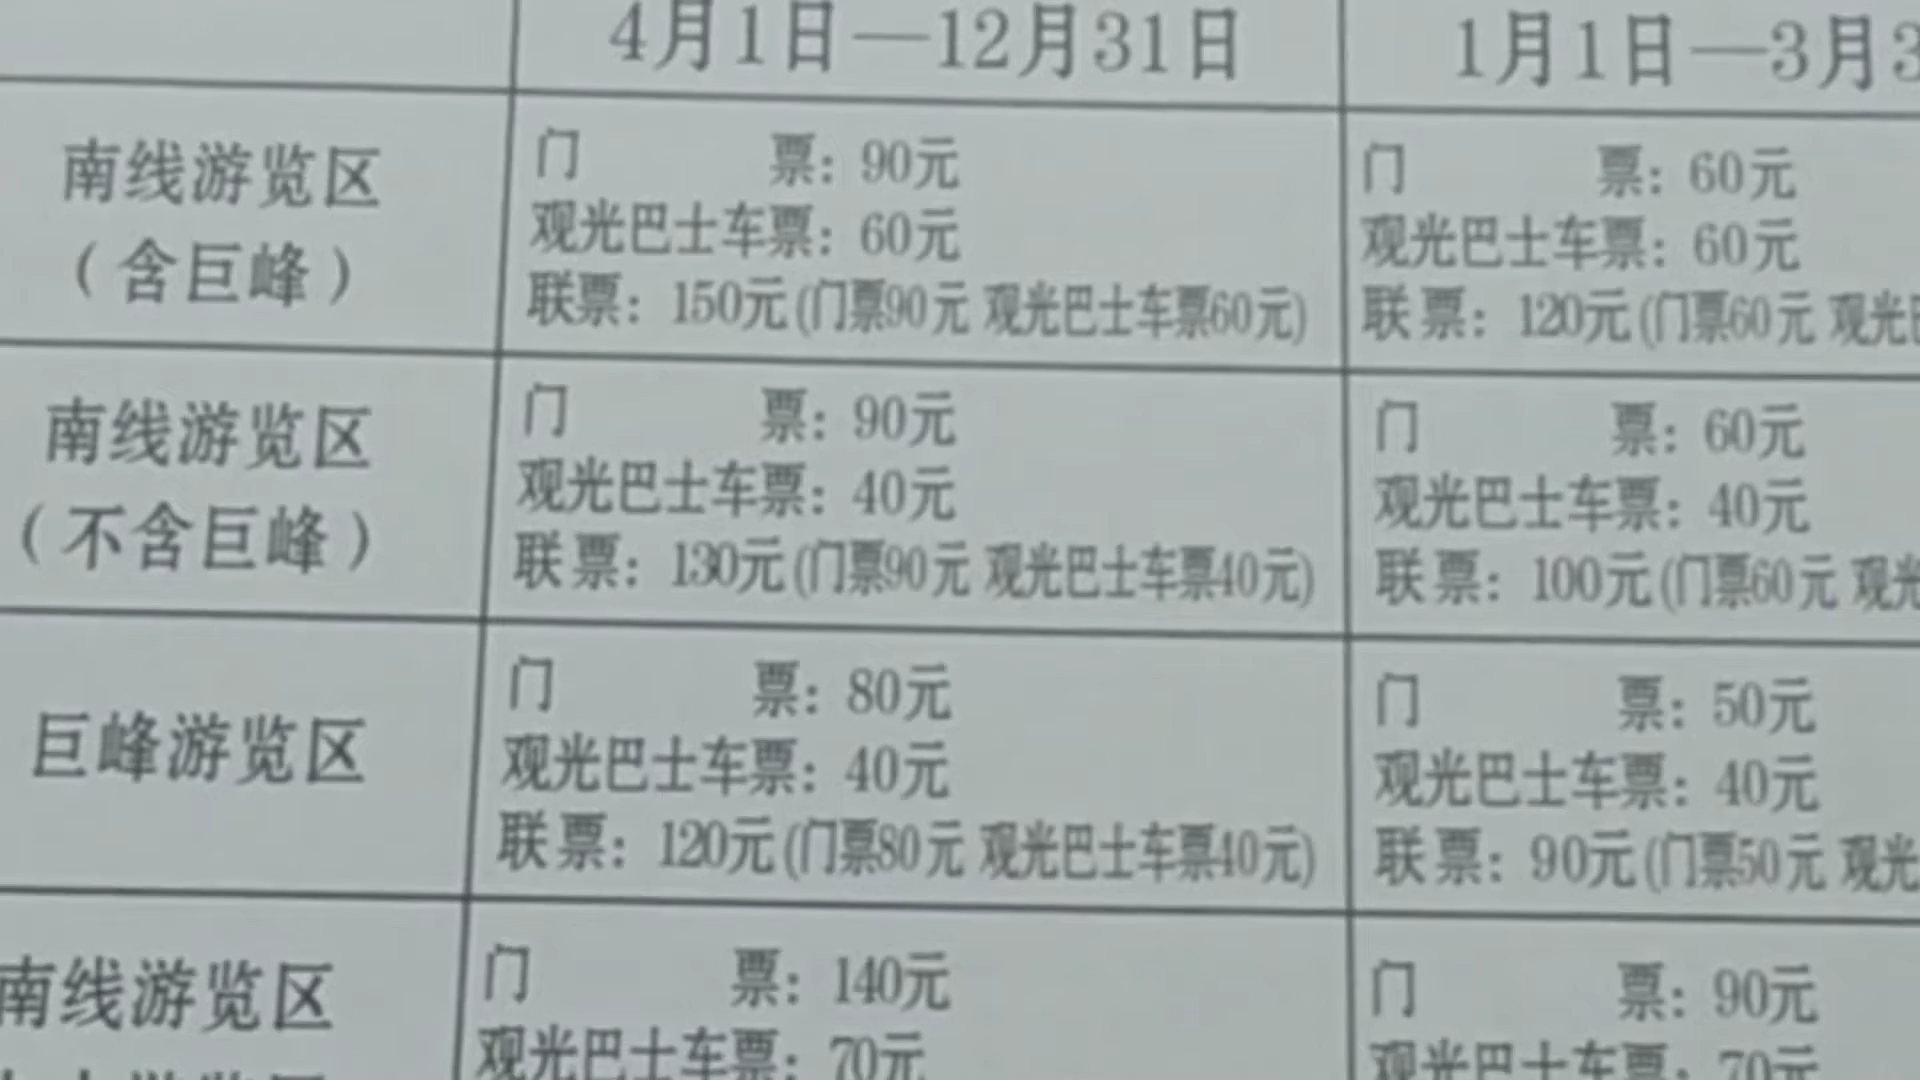 4月1日—12月31日
1月1日—3月3
南线游览区
（含巨峰）
门 票：90元
观光巴士车票：60元
联票：150元(门票90元 观光巴士车票60元)
门 票：60元
观光巴士车票：60元
联票：120元(门票60元 观光
南线游览区
（不含巨峰）
门 票：90元
观光巴士车票：40元
联票：130元(门票90元 观光巴士车票40元)
门 票：60元
观光巴士车票：40元
联票：100元(门票60元 观光
巨峰游览区
门 票：80元
观光巴士车票：40元
联票：120元(门票80元 观光巴士车票40元)
门 票：50元
观光巴士车票：40元
联票：90元(门票50元 观光
南线游览区
门 票：140元
观光巴士车票：70元
门 票：90元
观光巴士车票：70元